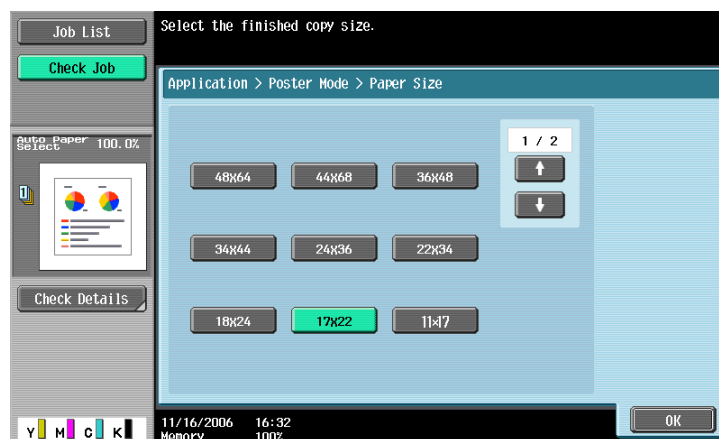 Job List
Select the finished copy size.
Check Job
Application > Poster Mode > Paper Size
Auto Paper
Select 100.0%
1 / 2
48x64 44x68 36x48
34x44 24x36 22x34
Check Details
18x24 17x22 11x17
OK
11/16/2006 16:32
Memory 100%
Y M C K